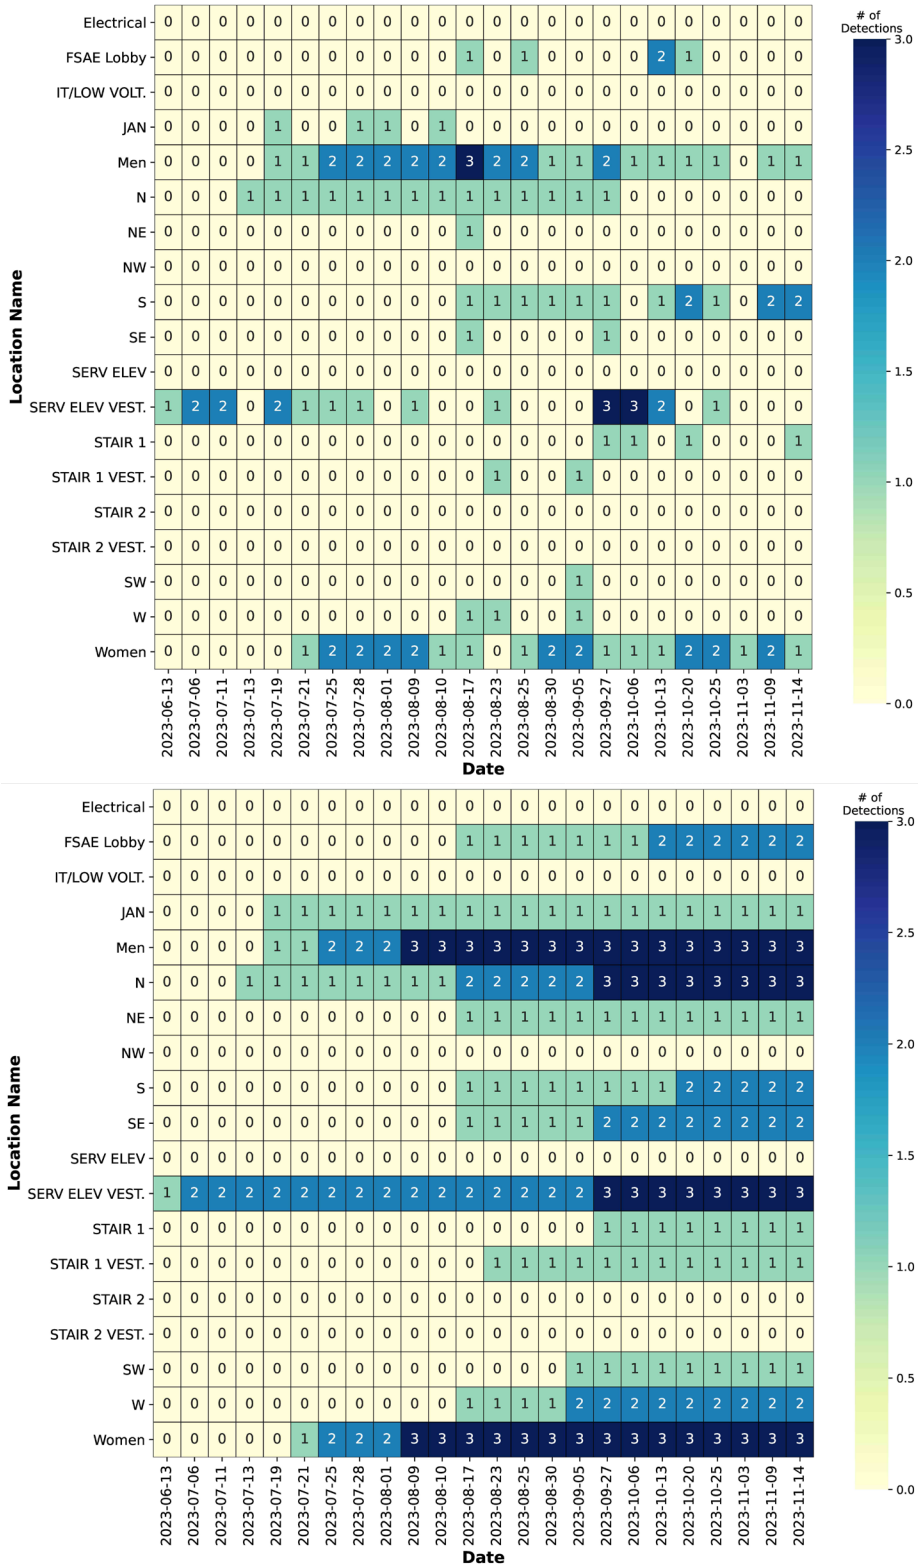 # of
Detections
Location Name
Electrical 0 0 0 0 0 0 0 0 0 0 0 0 0 0 0 0 0 0 0 0 0 0 0 0
FSAE Lobby 0 0 0 0 0 0 0 0 0 0 0 1 0 1 0 0 0 0 2 1 0 0 0 0
IT/LOW VOLT. 0 0 0 0 0 0 0 0 0 0 0 0 0 0 0 0 0 0 0 0 0 0 0 0
JAN 0 0 0 0 1 0 0 1 1 0 1 0 0 0 0 0 0 0 0 0 0 0 0 0
Men 0 0 0 0 1 1 2 2 2 2 2 3 2 2 1 1 2 1 1 1 1 0 1 1
N 0 0 0 1 1 1 1 1 1 1 1 1 1 1 1 1 1 0 0 0 0 0 0 0
NE 0 0 0 0 0 0 0 0 0 0 0 1 0 0 0 0 0 0 0 0 0 0 0 0
NW 0 0 0 0 0 0 0 0 0 0 0 0 0 0 0 0 0 0 0 0 0 0 0 0
S 0 0 0 0 0 0 0 0 0 0 0 1 1 1 1 1 1 0 1 2 1 0 2 2
SE 0 0 0 0 0 0 0 0 0 0 0 1 0 0 0 0 1 0 0 0 0 0 0 0
SERV ELEV 0 0 0 0 0 0 0 0 0 0 0 0 0 0 0 0 0 0 0 0 0 0 0 0
SERV ELEV VEST. 1 2 2 0 2 1 1 1 0 1 0 0 1 0 0 0 3 3 2 0 1 0 0 0
STAIR 1 0 0 0 0 0 0 0 0 0 0 0 0 0 0 0 0 1 1 0 1 0 0 0 1
STAIR 1 VEST. 0 0 0 0 0 0 0 0 0 0 0 0 1 0 0 1 0 0 0 0 0 0 0 0
STAIR 2 0 0 0 0 0 0 0 0 0 0 0 0 0 0 0 0 0 0 0 0 0 0 0 0
STAIR 2 VEST. 0 0 0 0 0 0 0 0 0 0 0 0 0 0 0 0 0 0 0 0 0 0 0 0
SW 0 0 0 0 0 0 0 0 0 0 0 0 0 0 0 1 0 0 0 0 0 0 0 0
W 0 0 0 0 0 0 0 0 0 0 0 1 1 0 0 1 0 0 0 0 0 0 0 0
Women 0 0 0 0 0 1 2 2 2 2 1 1 0 1 2 2 1 1 1 2 2 1 2 1
2023-06-13 2023-07-06 2023-07-11 2023-07-13 2023-07-19 2023-07-21 2023-07-25 2023-07-28 2023-08-01 2023-08-09 2023-08-10 2023-08-17 2023-08-23 2023-08-25 2023-08-30 2023-09-05 2023-09-27 2023-10-06 2023-10-13 2023-10-20 2023-10-25 2023-11-03 2023-11-09 2023-11-14
Date
3.0
2.5
2.0
1.5
1.0
0.5
0.0
# of
Detections
Location Name
Electrical 0 0 0 0 0 0 0 0 0 0 0 0 0 0 0 0 0 0 0 0 0 0 0 0
FSAE Lobby 0 0 0 0 0 0 0 0 0 0 0 1 1 1 1 1 1 1 2 2 2 2 2 2
IT/LOW VOLT. 0 0 0 0 0 0 0 0 0 0 0 0 0 0 0 0 0 0 0 0 0 0 0 0
JAN 0 0 0 0 1 1 1 1 1 1 1 1 1 1 1 1 1 1 1 1 1 1 1 1
Men 0 0 0 0 1 1 2 2 2 3 3 3 3 3 3 3 3 3 3 3 3 3 3 3
N 0 0 0 1 1 1 1 1 1 1 1 2 2 2 2 2 3 3 3 3 3 3 3 3
NE 0 0 0 0 0 0 0 0 0 0 0 1 1 1 1 1 1 1 1 1 1 1 1 1
NW 0 0 0 0 0 0 0 0 0 0 0 0 0 0 0 0 0 0 0 0 0 0 0 0
S 0 0 0 0 0 0 0 0 0 0 0 1 1 1 1 1 1 1 1 2 2 2 2 2
SE 0 0 0 0 0 0 0 0 0 0 0 1 1 1 1 1 2 2 2 2 2 2 2 2
SERV ELEV 0 0 0 0 0 0 0 0 0 0 0 0 0 0 0 0 0 0 0 0 0 0 0 0
SERV ELEV VEST. 1 2 2 2 2 2 2 2 2 2 2 2 2 2 2 2 3 3 3 3 3 3 3 3
STAIR 1 0 0 0 0 0 0 0 0 0 0 0 0 0 0 0 0 1 1 1 1 1 1 1 1
STAIR 1 VEST. 0 0 0 0 0 0 0 0 0 0 0 0 1 1 1 1 1 1 1 1 1 1 1 1
STAIR 2 0 0 0 0 0 0 0 0 0 0 0 0 0 0 0 0 0 0 0 0 0 0 0 0
STAIR 2 VEST. 0 0 0 0 0 0 0 0 0 0 0 0 0 0 0 0 0 0 0 0 0 0 0 0
SW 0 0 0 0 0 0 0 0 0 0 0 0 0 0 0 1 1 1 1 1 1 1 1 1
W 0 0 0 0 0 0 0 0 0 0 0 1 1 1 1 2 2 2 2 2 2 2 2 2
Women 0 0 0 0 0 1 2 2 2 3 3 3 3 3 3 3 3 3 3 3 3 3 3 3
2023-06-13 2023-07-06 2023-07-11 2023-07-13 2023-07-19 2023-07-21 2023-07-25 2023-07-28 2023-08-01 2023-08-09 2023-08-10 2023-08-17 2023-08-23 2023-08-25 2023-08-30 2023-09-05 2023-09-27 2023-10-06 2023-10-13 2023-10-20 2023-10-25 2023-11-03 2023-11-09 2023-11-14
Date
3.0
2.5
2.0
1.5
1.0
0.5
0.0